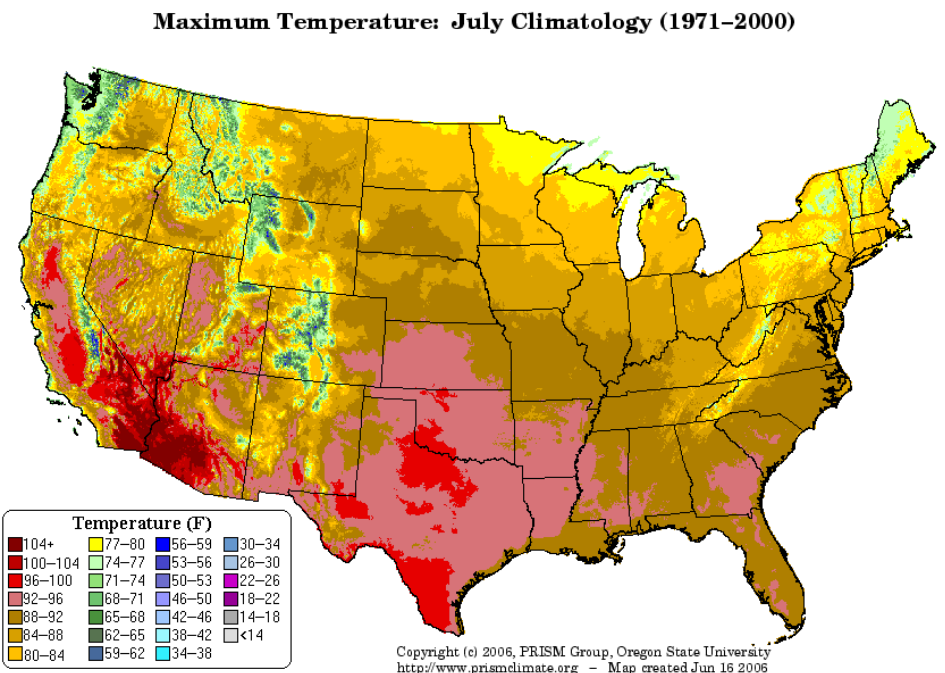 Maximum Temperature: July Climatology (1971–2000)
Temperature (F)
104+ 77–80 56–59 30–34
100–104 74–77 53–56 26–30
96–100 71–74 50–53 22–26
92–96 68–71 46–50 18–22
88–92 65–68 42–46 14–18
84–88 62–65 38–42 <14
80–84 59–62 34–38
Copyright (c) 2006, PRISM Group, Oregon State University
http://www.prismclimate.org – Map created Jun 16 2006